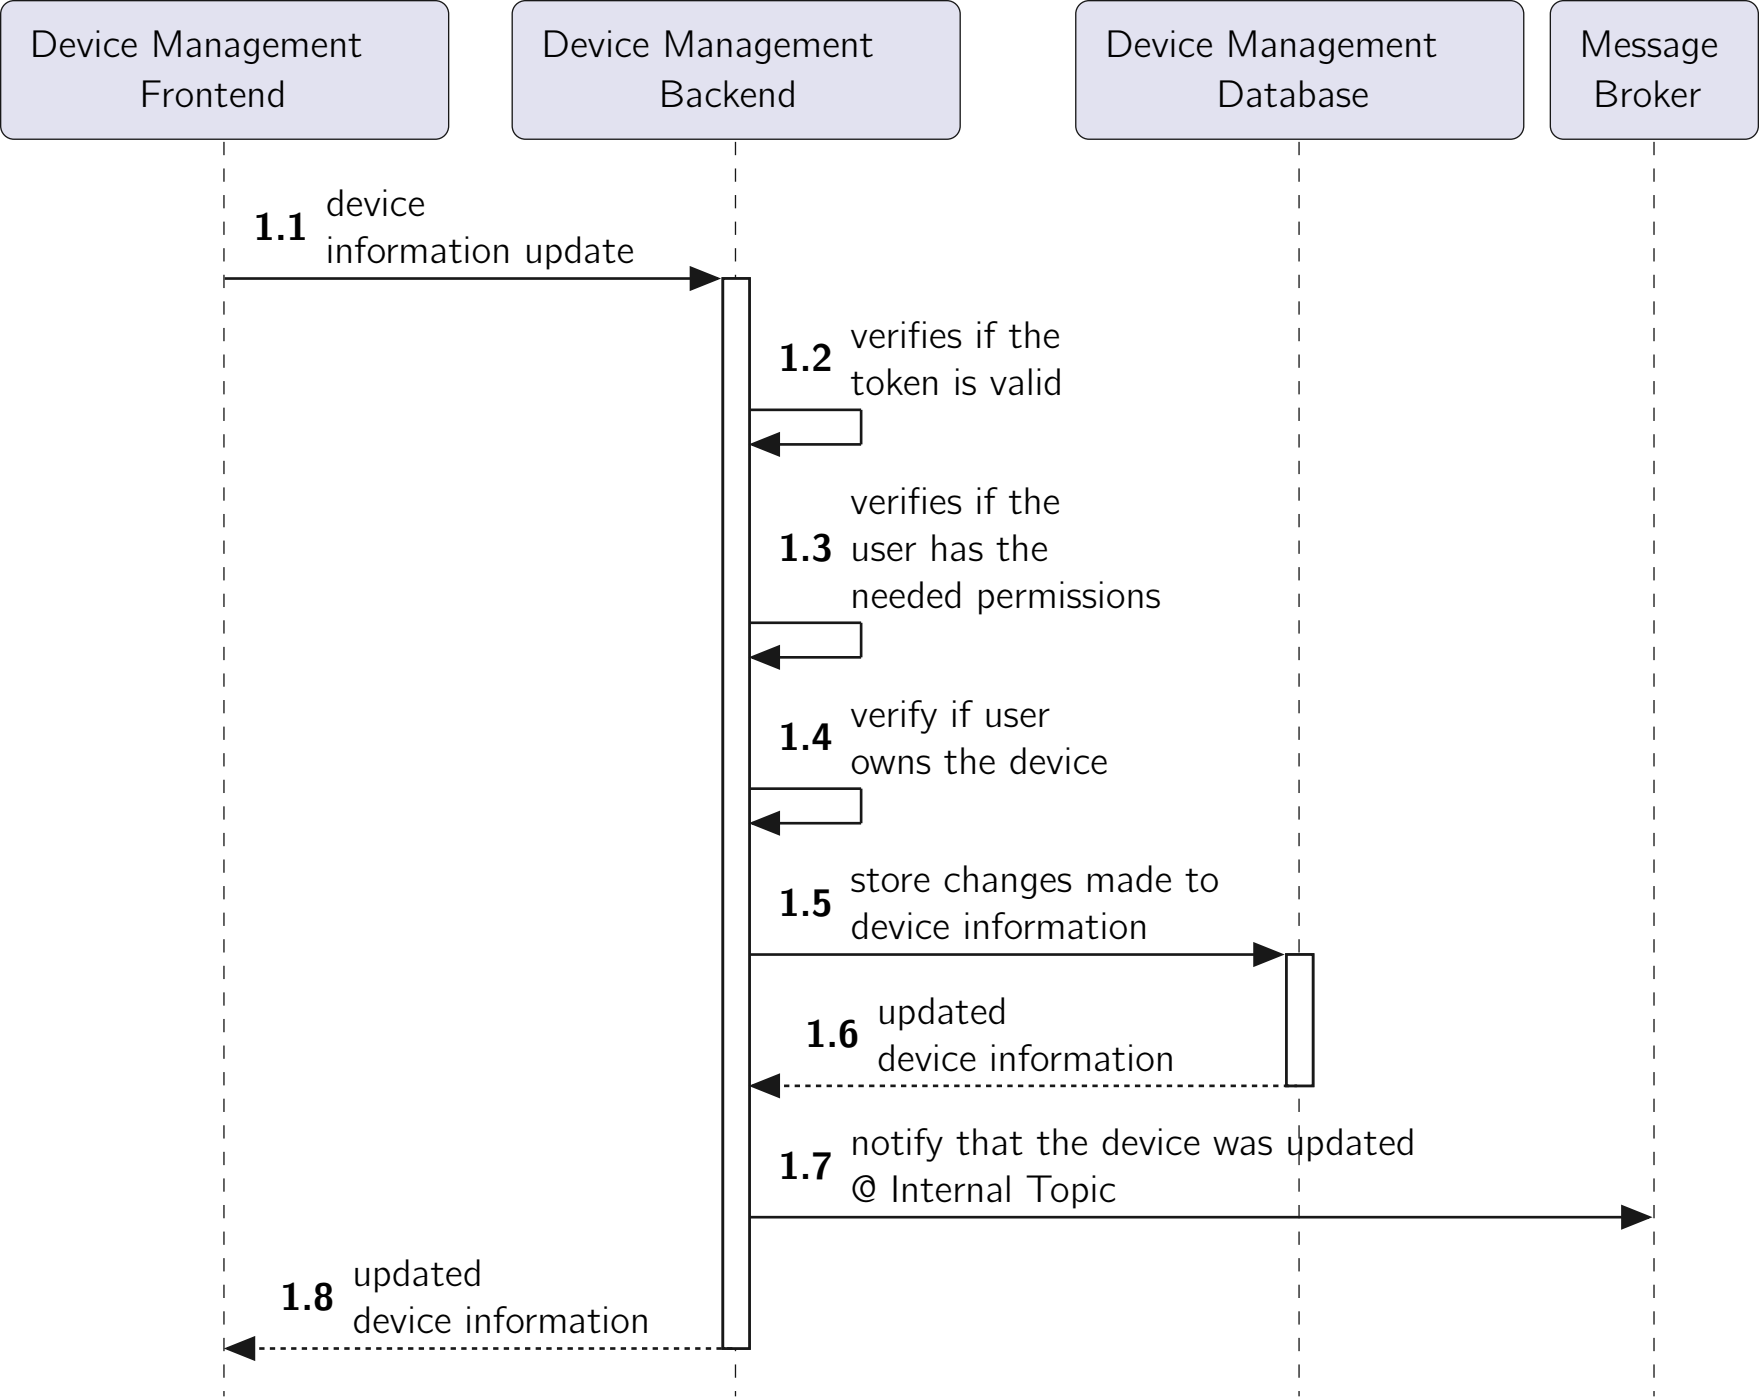 Device Management
Frontend
Device Management
Backend
Device Management
Database
Message
Broker
1.1 device
information update
1.2 verifies if the
token is valid
1.3 verifies if the
user has the
needed permissions
1.4 verify if user
owns the device
1.5 store changes made to
device information
1.6 updated
device information
1.7 notify that the device was updated
@ Internal Topic
1.8 updated
device information